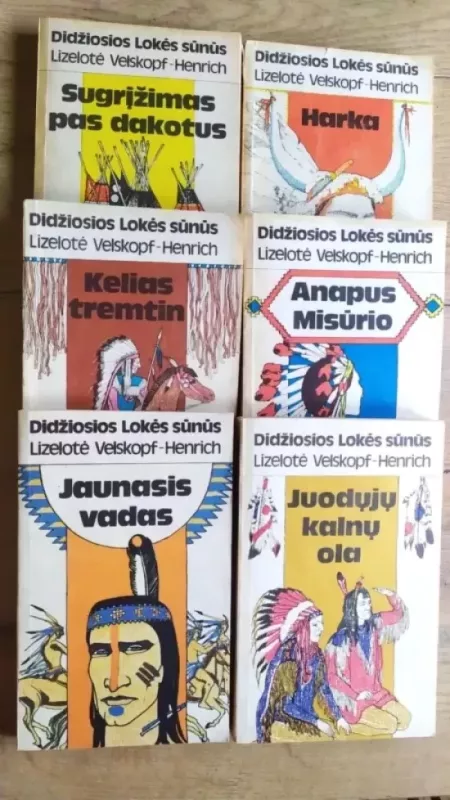 Didžiosios Lokės sūnūs
Lizelotė Velskopf-Henrich
Sugrįžimas
pas dakotus
Didžiosios Lokės sūnūs
Lizelotė Velskopf-Henrich
Harka
Didžiosios Lokės sūnūs
Lizelotė Velskopf-Henrich
Kelias
tremtin
Didžiosios Lokės sūnūs
Lizelotė Velskopf-Henrich
Anapus
Misūrio
Didžiosios Lokės sūnūs
Lizelotė Velskopf-Henrich
Jaunasis
vadas
Didžiosios Lokės sūnūs
Lizelotė Velskopf-Henrich
Juodųjų
kalnų
ola